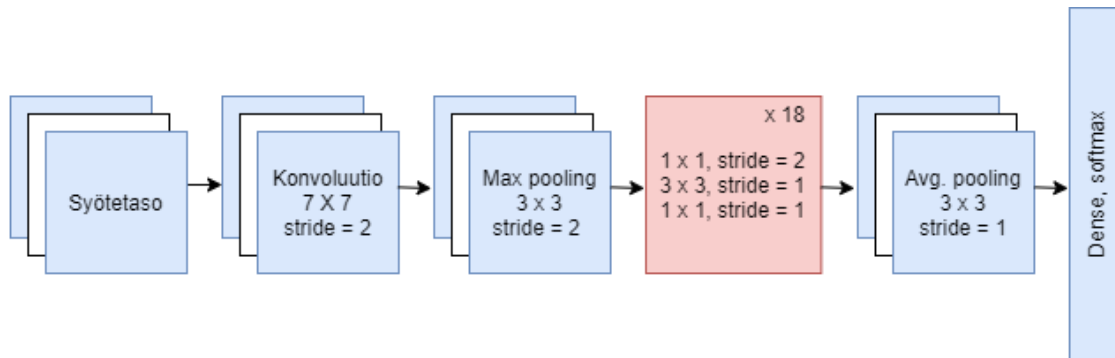 Syötetaso
Konvoluutio
7 X 7
stride = 2
Max pooling
3 x 3
stride = 2
x 18
1 x 1, stride = 2
3 x 3, stride = 1
1 x 1, stride = 1
Avg. pooling
3 x 3
stride = 1
Dense, softmax